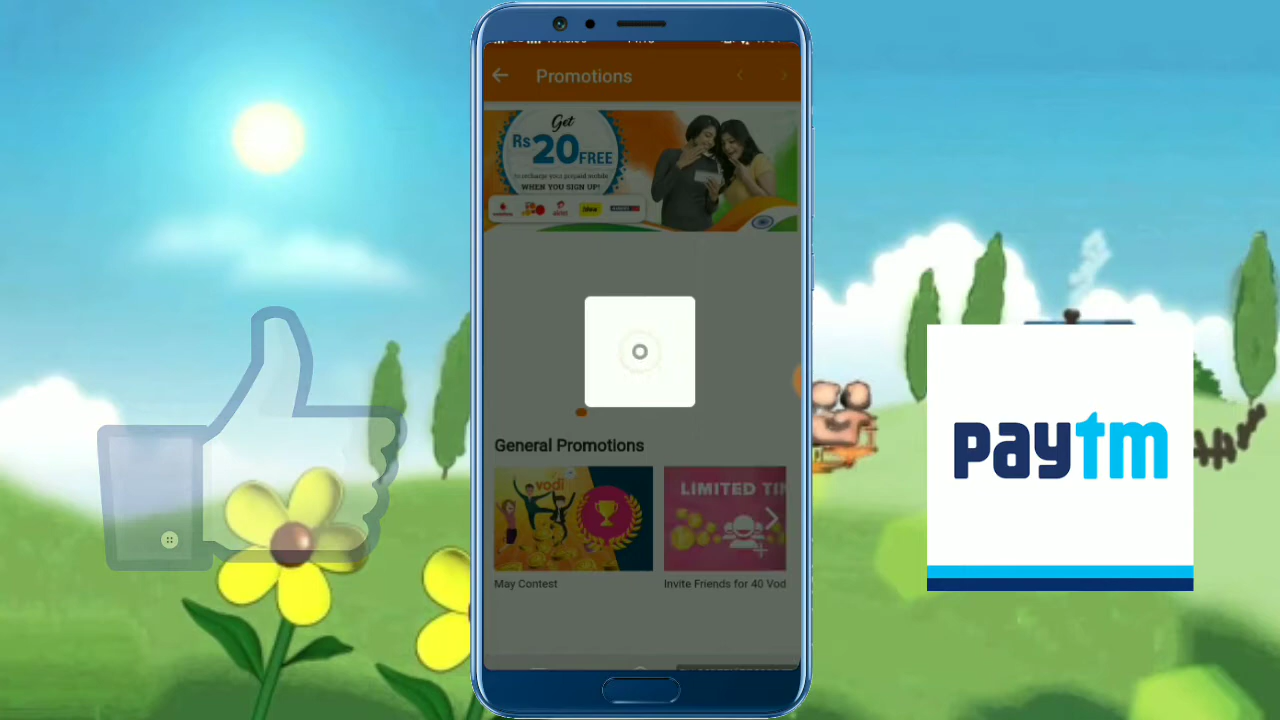 Promotions
Get
Rs 20 FREE
to recharge your prepaid mobile
WHEN YOU SIGN UP!
General Promotions
vodi
LIMITED TIM
May Contest
Invite Friends for 40 Vod
paytm